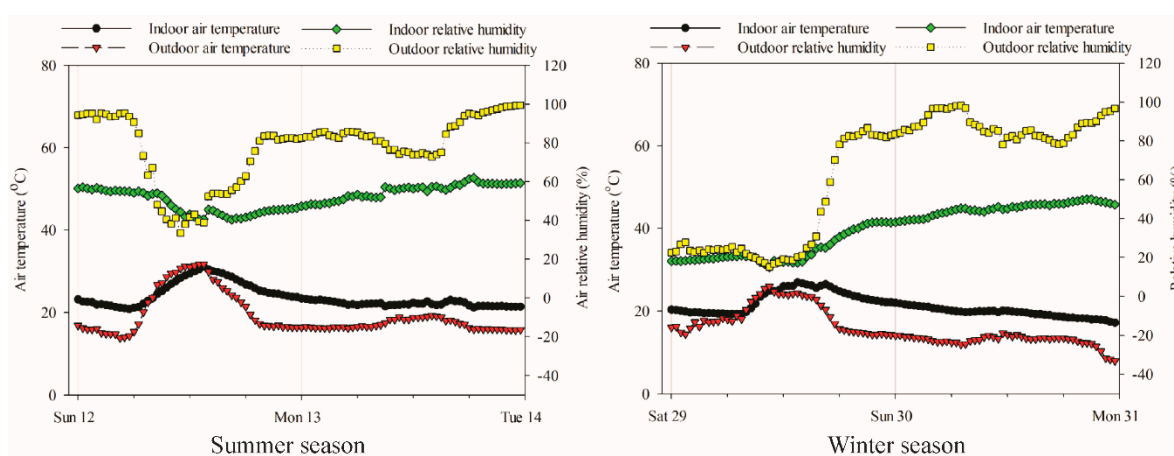 Indoor air temperature Indoor relative humidity
Outdoor air temperature Outdoor relative humidity
80 120
100
60 80
60
40 40
20
20 0
-20
0 -40
Air temperature (°C)
Air relative humidity (%)
Sun 12 Mon 13 Tue 14
Summer season
Indoor air temperature Indoor relative humidity
Outdoor air temperature Outdoor relative humidity
80 120
100
60 80
60
40 40
20
20 0
-20
0 -40
Air temperature (°C)
Sat 29 Sun 30 Mon 31
Winter season